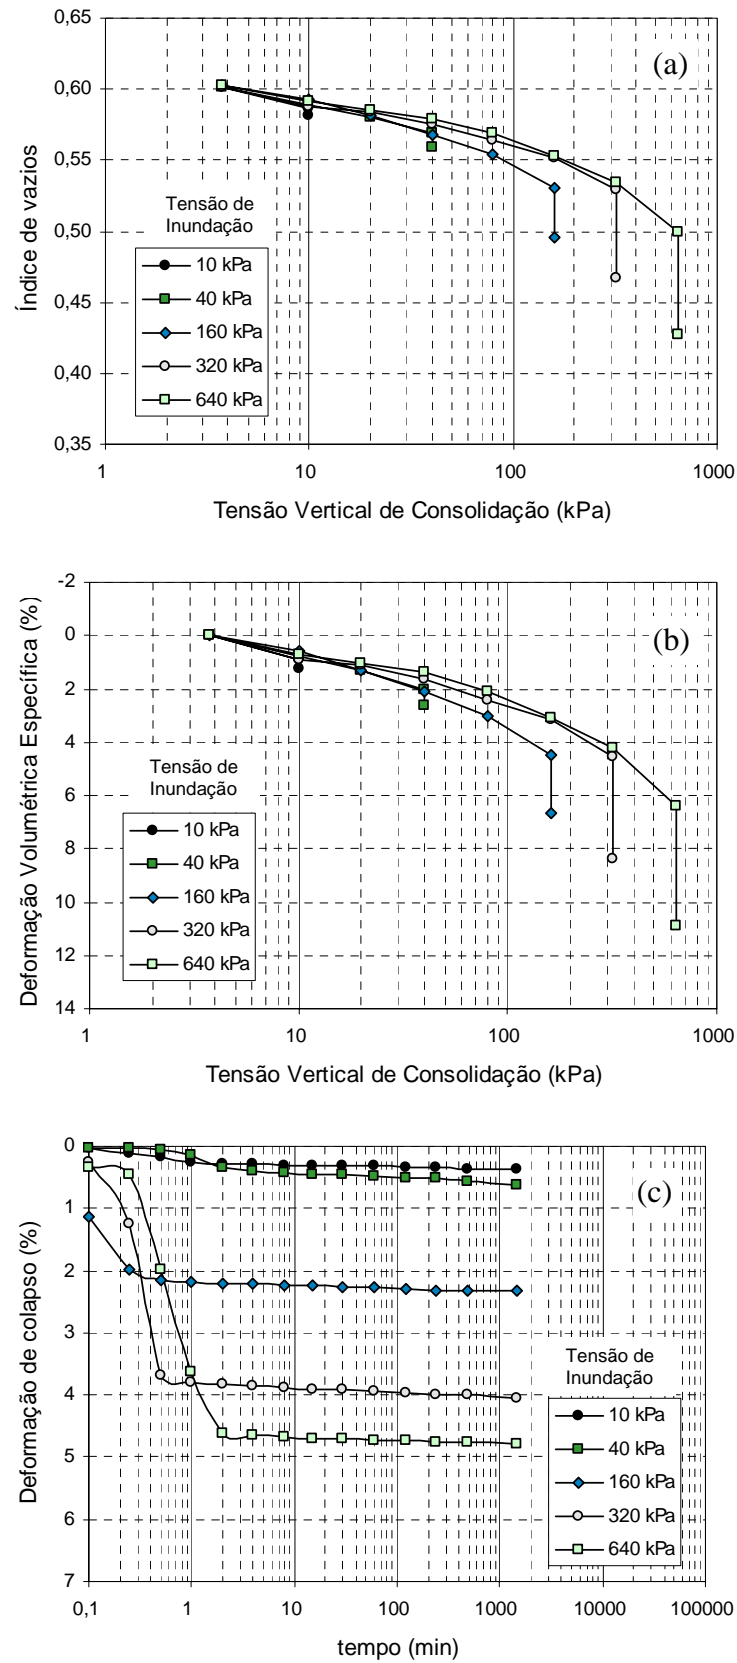 (a)
Índice de vazios
0,65
0,60
0,55
0,50
0,45
0,40
0,35
Tensão de
Inundação
10 kPa
40 kPa
160 kPa
320 kPa
640 kPa
1 10 100 1000
Tensão Vertical de Consolidação (kPa)
(b)
Deformação Volumétrica Específica (%)
-2
0
2
4
6
8
10
12
14
Tensão de
Inundação
10 kPa
40 kPa
160 kPa
320 kPa
640 kPa
1 10 100 1000
Tensão Vertical de Consolidação (kPa)
(c)
Deformação de colapso (%)
0
1
2
3
4
5
6
7
Tensão de
Inundação
10 kPa
40 kPa
160 kPa
320 kPa
640 kPa
0,1 1 10 100 1000 10000 100000
tempo (min)